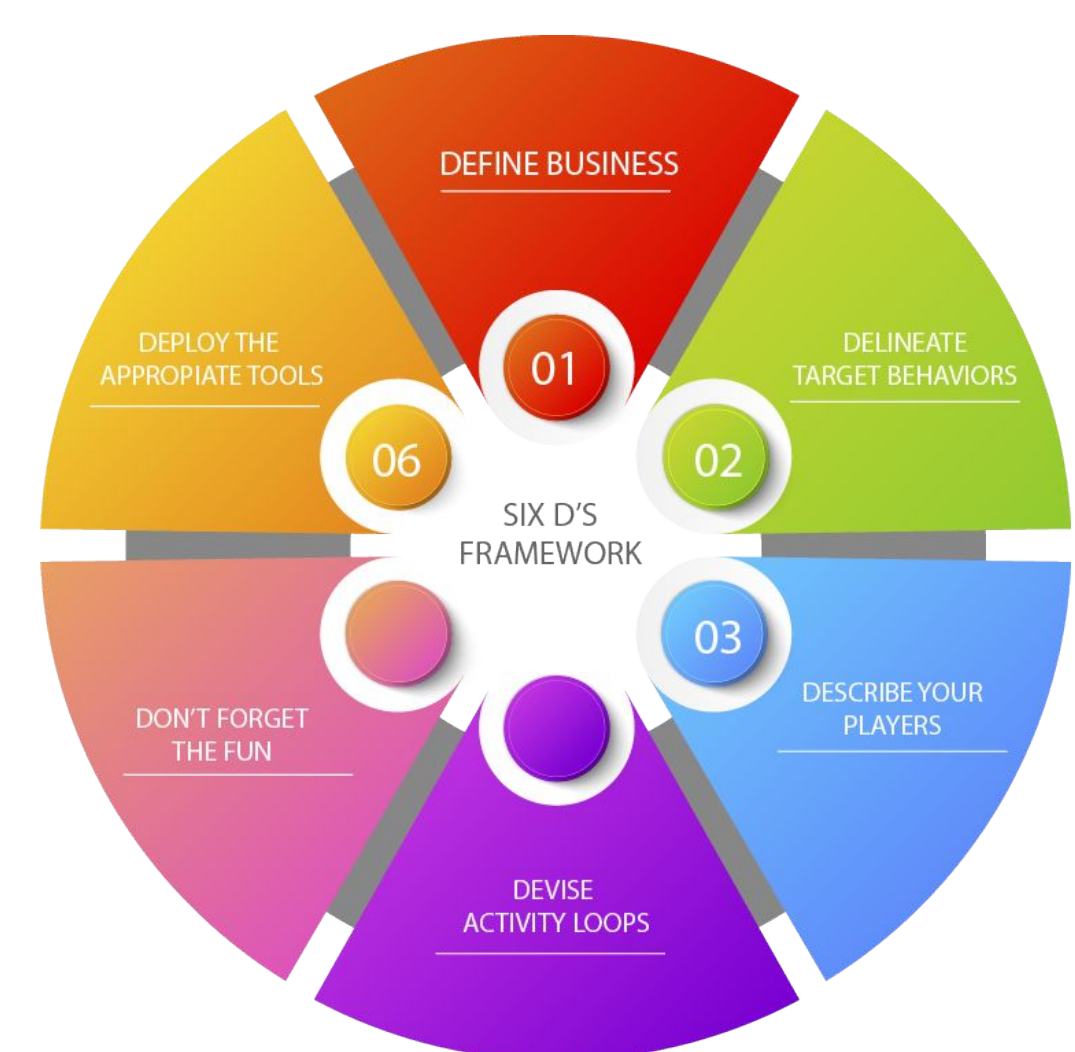 DEFINE BUSINESS
01
DELINEATE
TARGET BEHAVIORS
02
03
DESCRIBE YOUR
PLAYERS
DEVISE
ACTIVITY LOOPS
DON'T FORGET
THE FUN
DEPLOY THE
APPROPIATE TOOLS
06
SIX D'S
FRAMEWORK